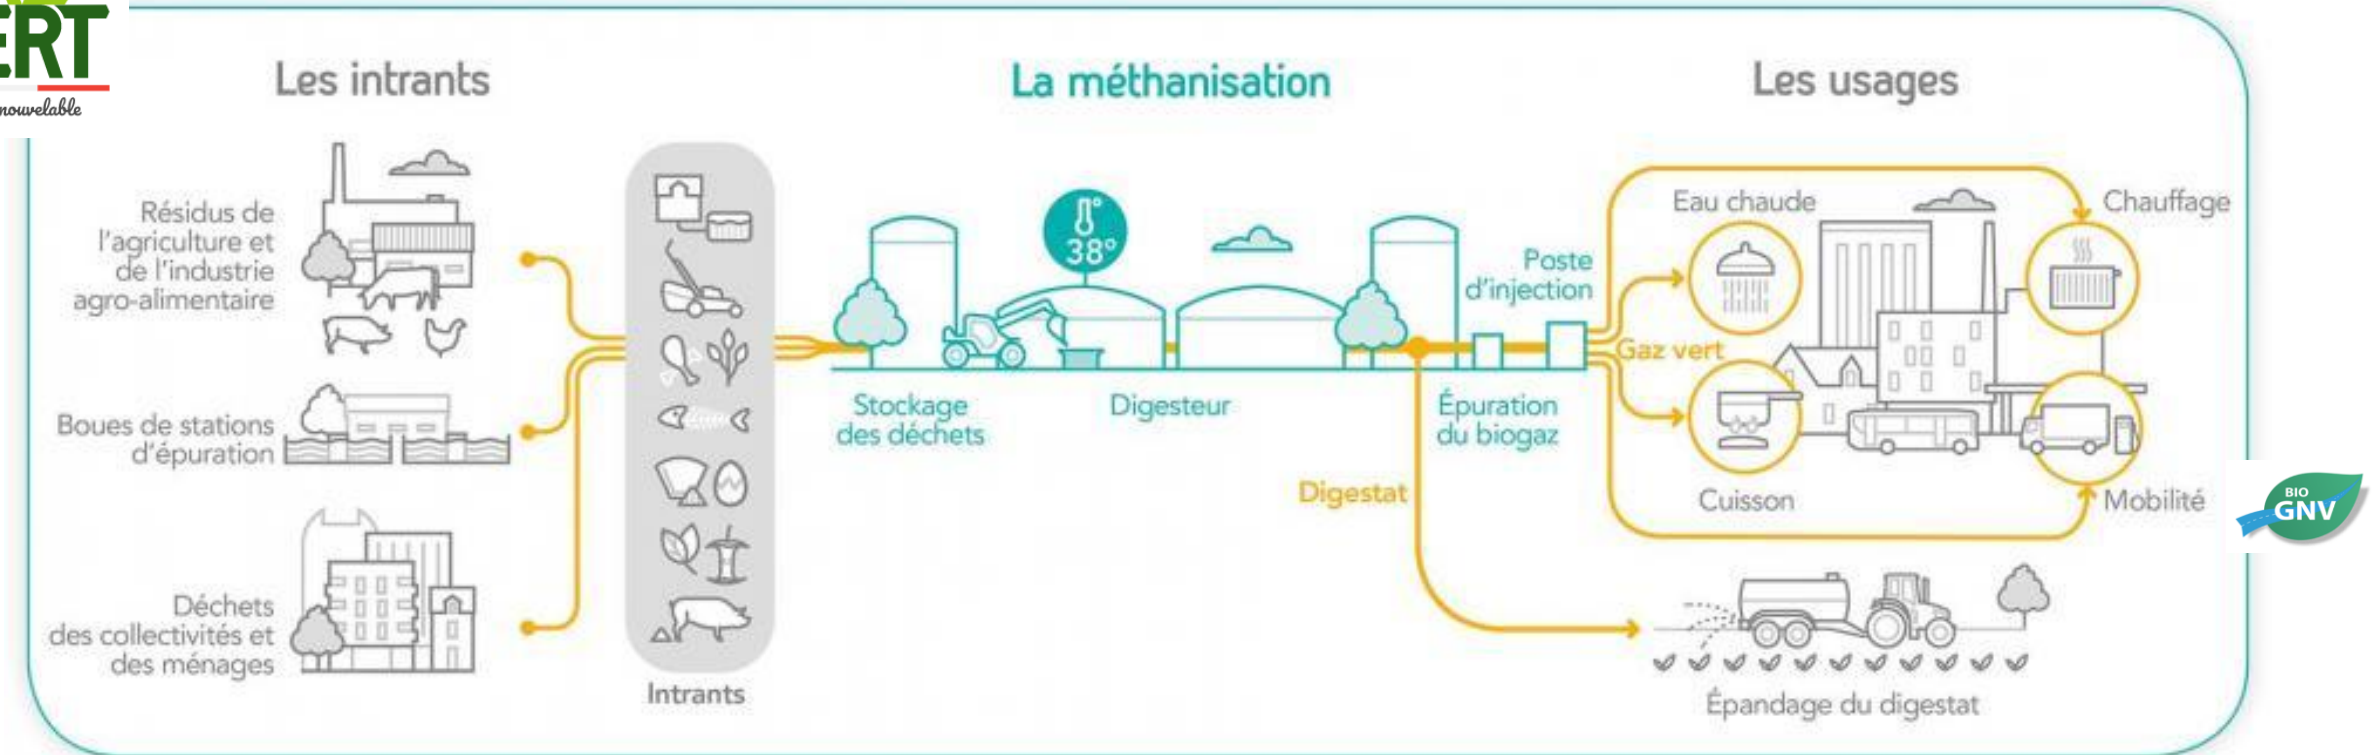 ERT
nouvelable
Les intrants
La méthanisation
Les usages
Résidus de
l'agriculture et
de l'industrie
agro-alimentaire
Boues de stations
d'épuration
Déchets
des collectivités et
des ménages
Intrants
38°
Stockage
des déchets
Digesteur
Poste
d'injection
Épuration
du biogaz
Digestat
Gaz vert
Eau chaude
Chauffage
Cuisson
Mobilité
BIO
GNV
Épandage du digestat